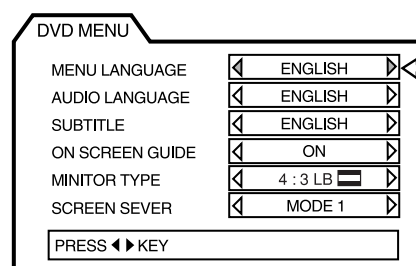 DVD MENU
MENU LANGUAGE ENGLISH
AUDIO LANGUAGE ENGLISH
SUBTITLE ENGLISH
ON SCREEN GUIDE ON
MINITOR TYPE 4 : 3 LB
SCREEN SEVER MODE 1
PRESS ◀ ▶ KEY